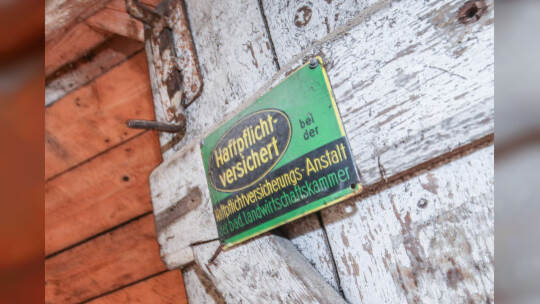 Haftpflicht-
versichert
bei
der
Haftpflichtversicherungs-Anstalt
der bad. Landwirtschaftskammer